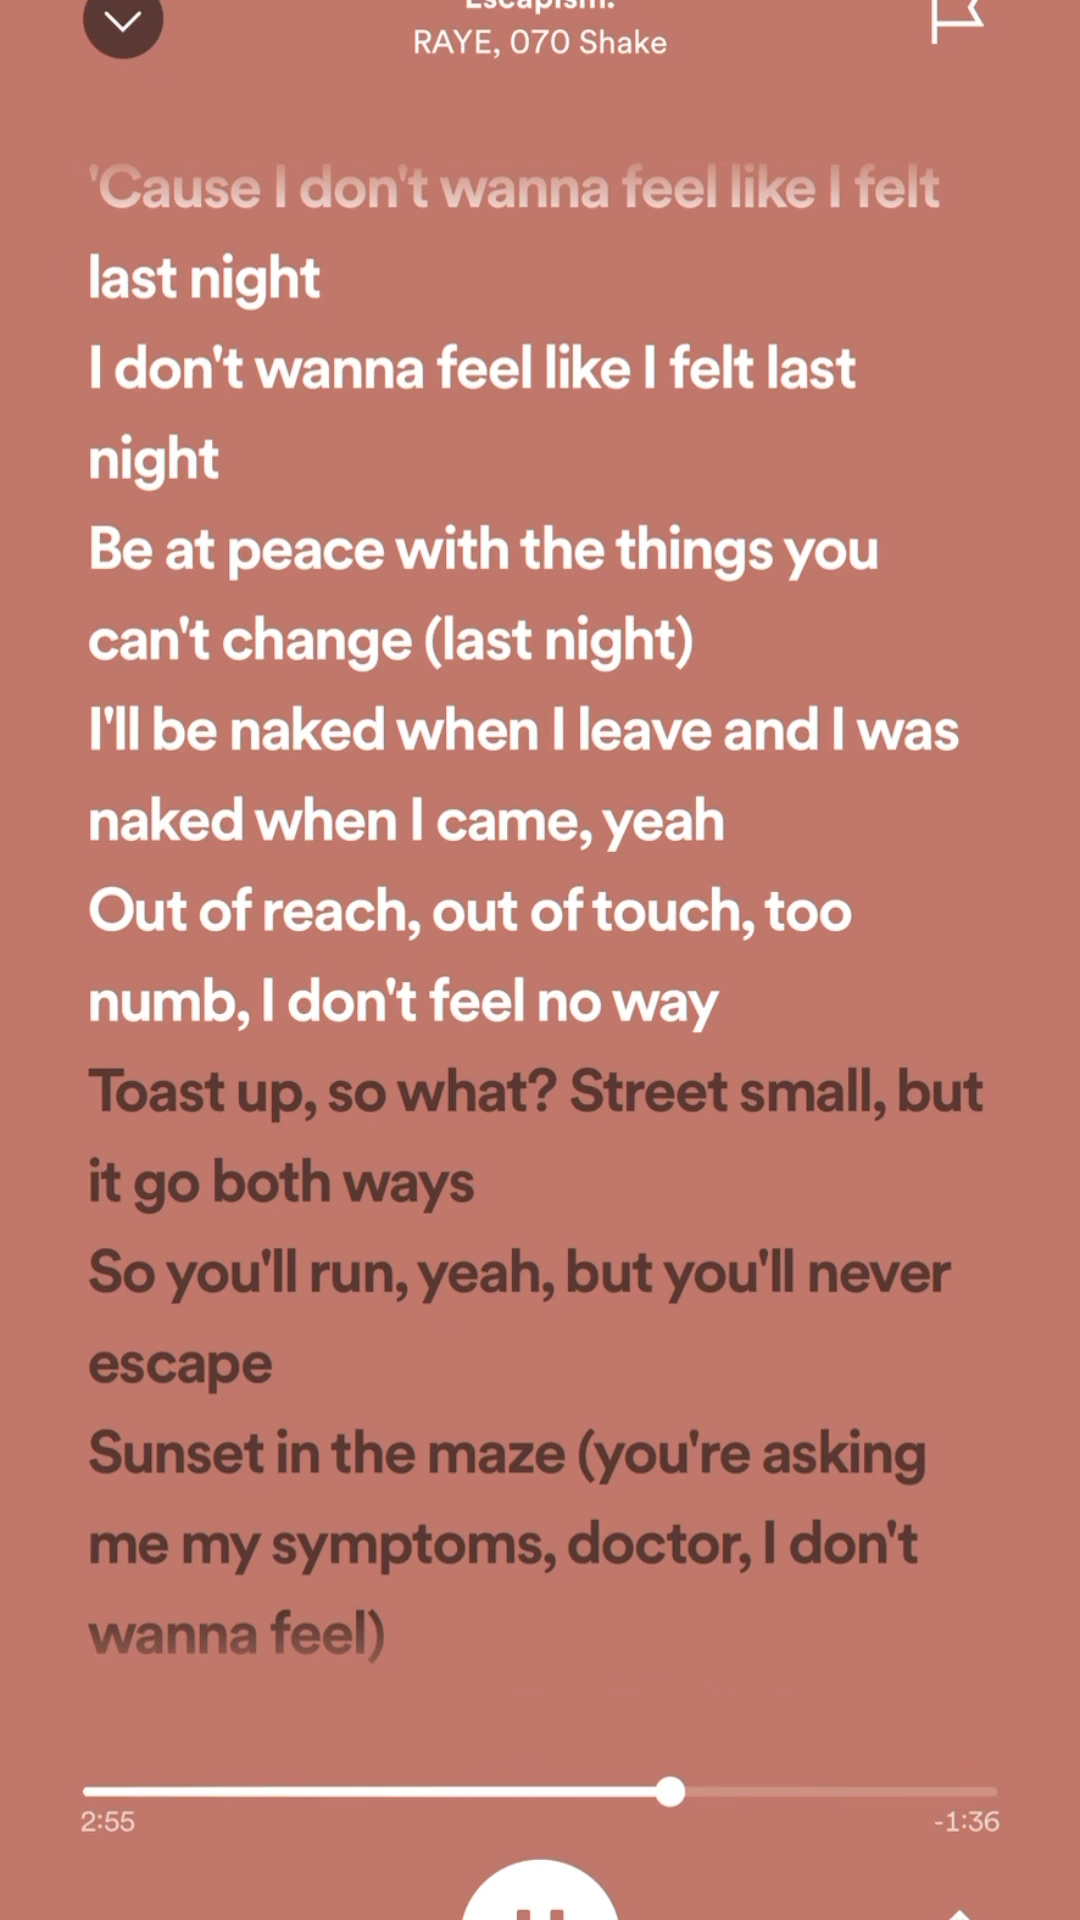 Escapism.
RAYE, 070 Shake
'Cause I don't wanna feel like I felt
last night
I don't wanna feel like I felt last
night
Be at peace with the things you
can't change (last night)
I'll be naked when I leave and I was
naked when I came, yeah
Out of reach, out of touch, too
numb, I don't feel no way
Toast up, so what? Street small, but
it go both ways
So you'll run, yeah, but you'll never
escape
Sunset in the maze (you're asking
me my symptoms, doctor, I don't
wanna feel)
2:55
-1:36